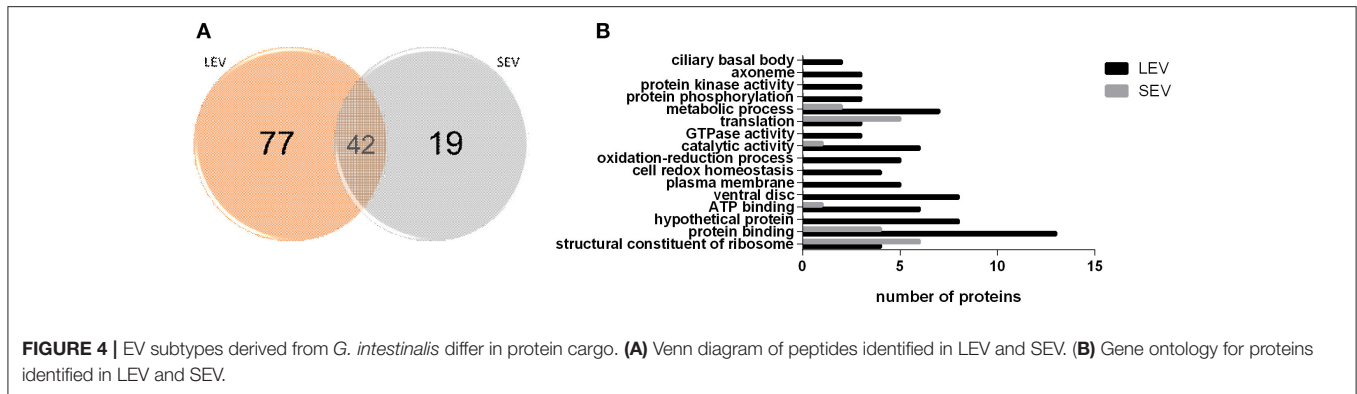 A
LEV
SEV
77
42
19
B
ciliary basal body
axoneme
protein kinase activity
protein phosphorylation
metabolic process
translation
GTPase activity
catalytic activity
oxidation-reduction process
cell redox homeostasis
plasma membrane
ventral disc
ATP binding
hypothetical protein
protein binding
structural constituent of ribosome
0
5
10
15
number of proteins
LEV
SEV
FIGURE 4 | EV subtypes derived from G. intestinalis differ in protein cargo. (A) Venn diagram of peptides identified in LEV and SEV. (B) Gene ontology for proteins
identified in LEV and SEV.